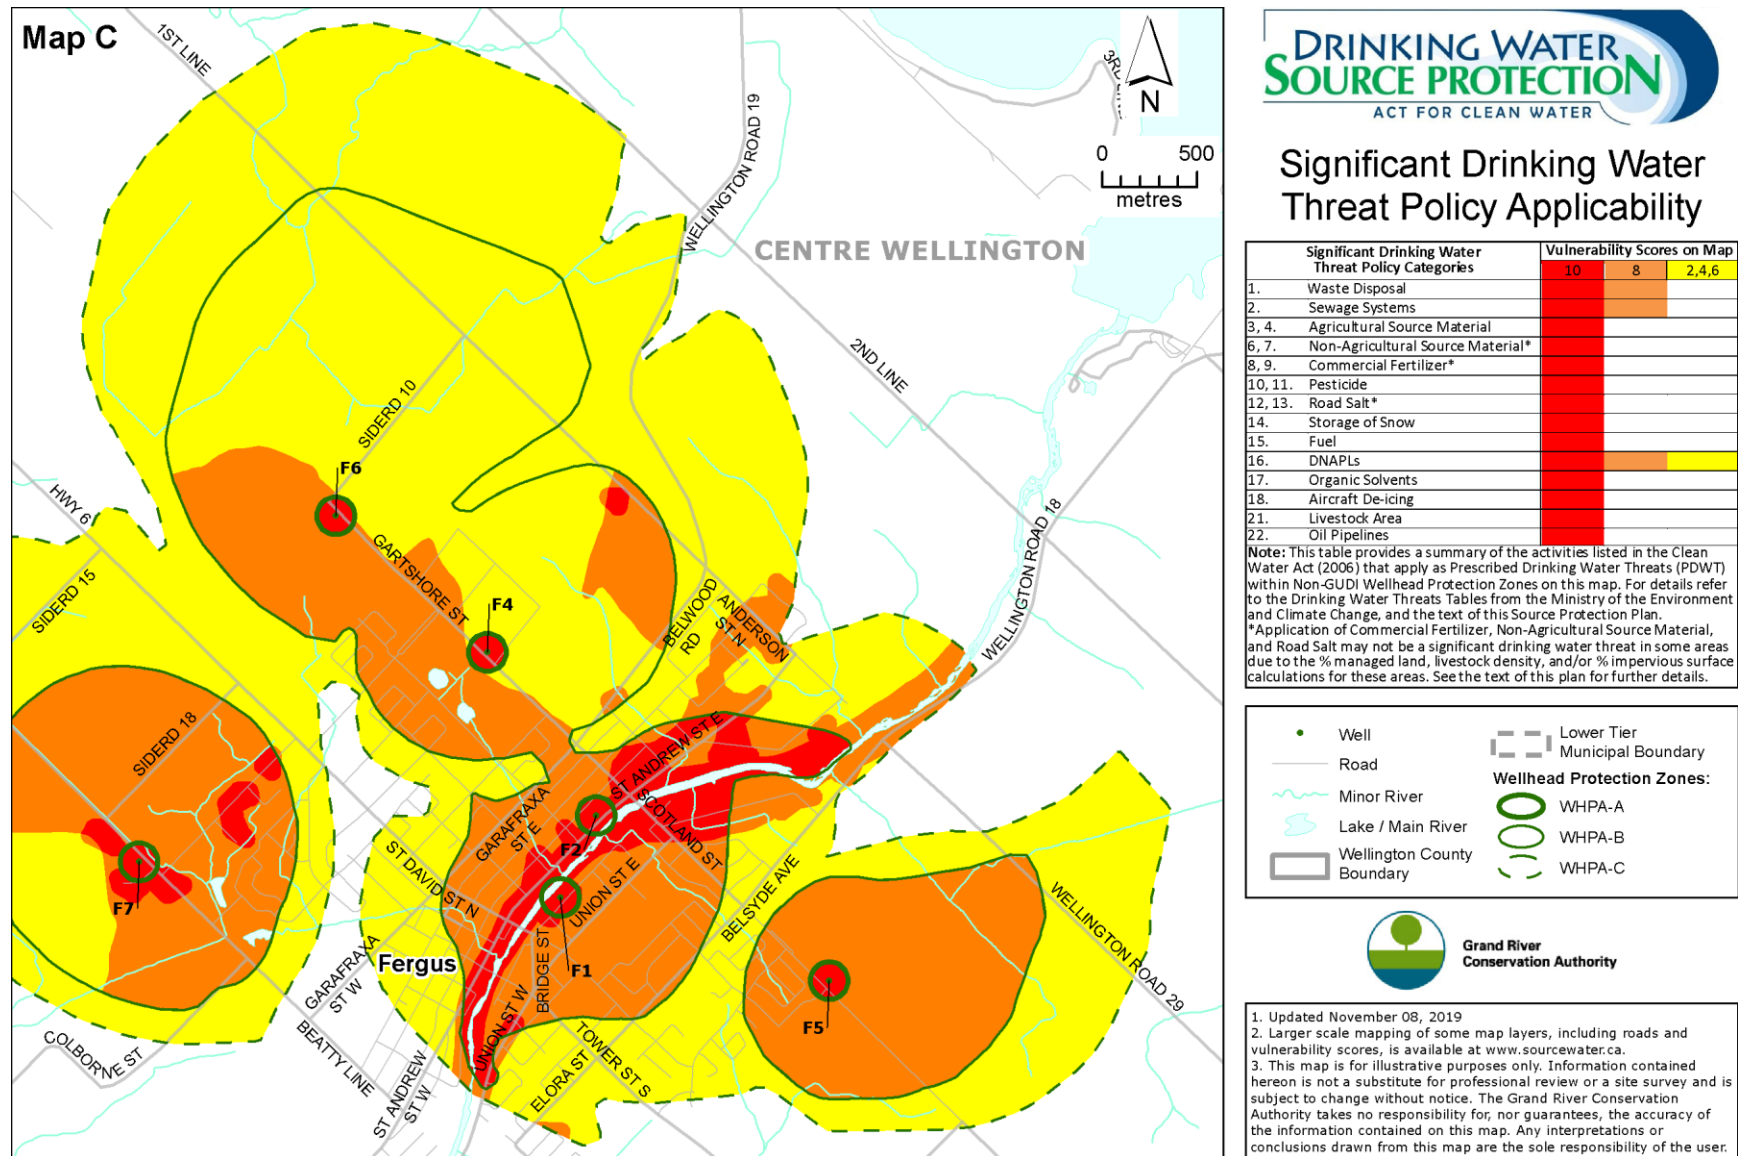 Map C
1ST LINE
WELLINGTON ROAD 19
N
0 500
metres
CENTRE WELLINGTON
2ND LINE
SIDERD 10
F6
HWY 6
GARTSHORE ST
SIDERD 15
F4
BELWOOD
RD
ANDERSON
ST N
WELLINGTON ROAD 18
SIDERD 18
ST ANDREW ST E
SCOTLAND ST
GARAFRAXA
ST E
F2
ST DAVID ST N
UNION ST E
BELSYDE AVE
WELLINGTON ROAD 29
F7
F1
BRIDGE ST
Fergus
GARAFRAXA
ST W
F5
UNION ST W
TOWER ST S
ELORA ST
COLBORNE ST
BEATTY LINE
ST ANDREW
ST W
DRINKING WATER
SOURCE PROTECTION
ACT FOR CLEAN WATER
Significant Drinking Water
Threat Policy Applicability
Significant Drinking Water
Threat Policy Categories
Vulnerability Scores on Map
10 8 2,4,6
1. Waste Disposal
2. Sewage Systems
3, 4. Agricultural Source Material
6, 7. Non-Agricultural Source Material*
8, 9. Commercial Fertilizer*
10, 11. Pesticide
12, 13. Road Salt*
14. Storage of Snow
15. Fuel
16. DNAPLs
17. Organic Solvents
18. Aircraft De-icing
21. Livestock Area
22. Oil Pipelines
Note: This table provides a summary of the activities listed in the Clean
Water Act (2006) that apply as Prescribed Drinking Water Threats (PDWT)
within Non-GUDI Wellhead Protection Zones on this map. For details refer
to the Drinking Water Threats Tables from the Ministry of the Environment
and Climate Change, and the text of this Source Protection Plan.
*Application of Commercial Fertilizer, Non-Agricultural Source Material,
and Road Salt may not be a significant drinking water threat in some areas
due to the % managed land, livestock density, and/or % impervious surface
calculations for these areas. See the text of this plan for further details.
Well
Road
Minor River
Lake / Main River
Wellington County
Boundary
Lower Tier
Municipal Boundary
Wellhead Protection Zones:
WHPA-A
WHPA-B
WHPA-C
Grand River
Conservation Authority
1. Updated November 08, 2019
2. Larger scale mapping of some map layers, including roads and
vulnerability scores, is available at www.sourcewater.ca.
3. This map is for illustrative purposes only. Information contained
hereon is not a substitute for professional review or a site survey and is
subject to change without notice. The Grand River Conservation
Authority takes no responsibility for, nor guarantees, the accuracy of
the information contained on this map. Any interpretations or
conclusions drawn from this map are the sole responsibility of the user.